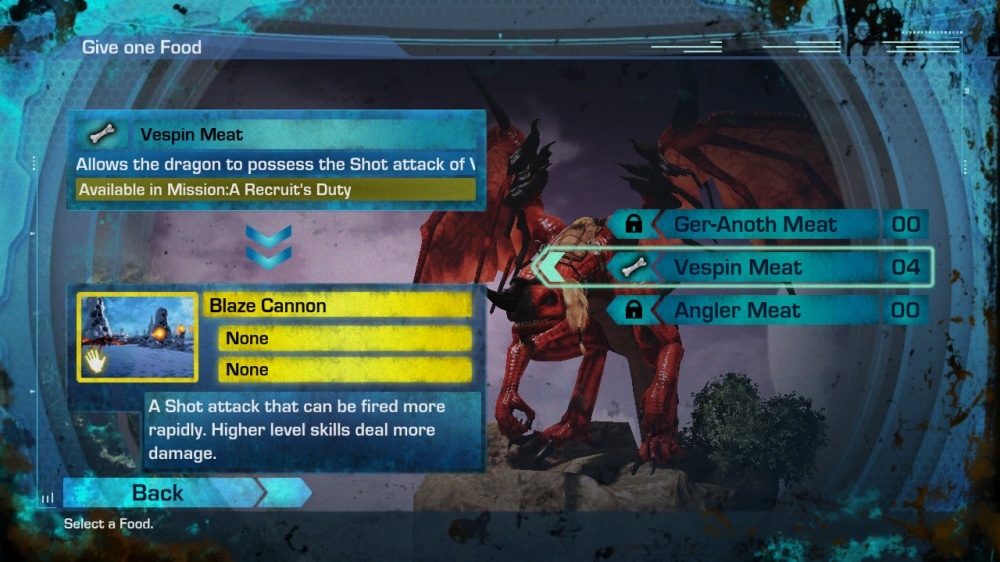 Give one Food
Vespin Meat
Allows the dragon to possess the Shot attack of
Available in Mission:A Recruit's Duty
Ger-Anoth Meat 00
Vespin Meat 04
Angler Meat 00
Blaze Cannon
None
None
A Shot attack that can be fired more
rapidly. Higher level skills deal more
damage.
Back
Select a Food.